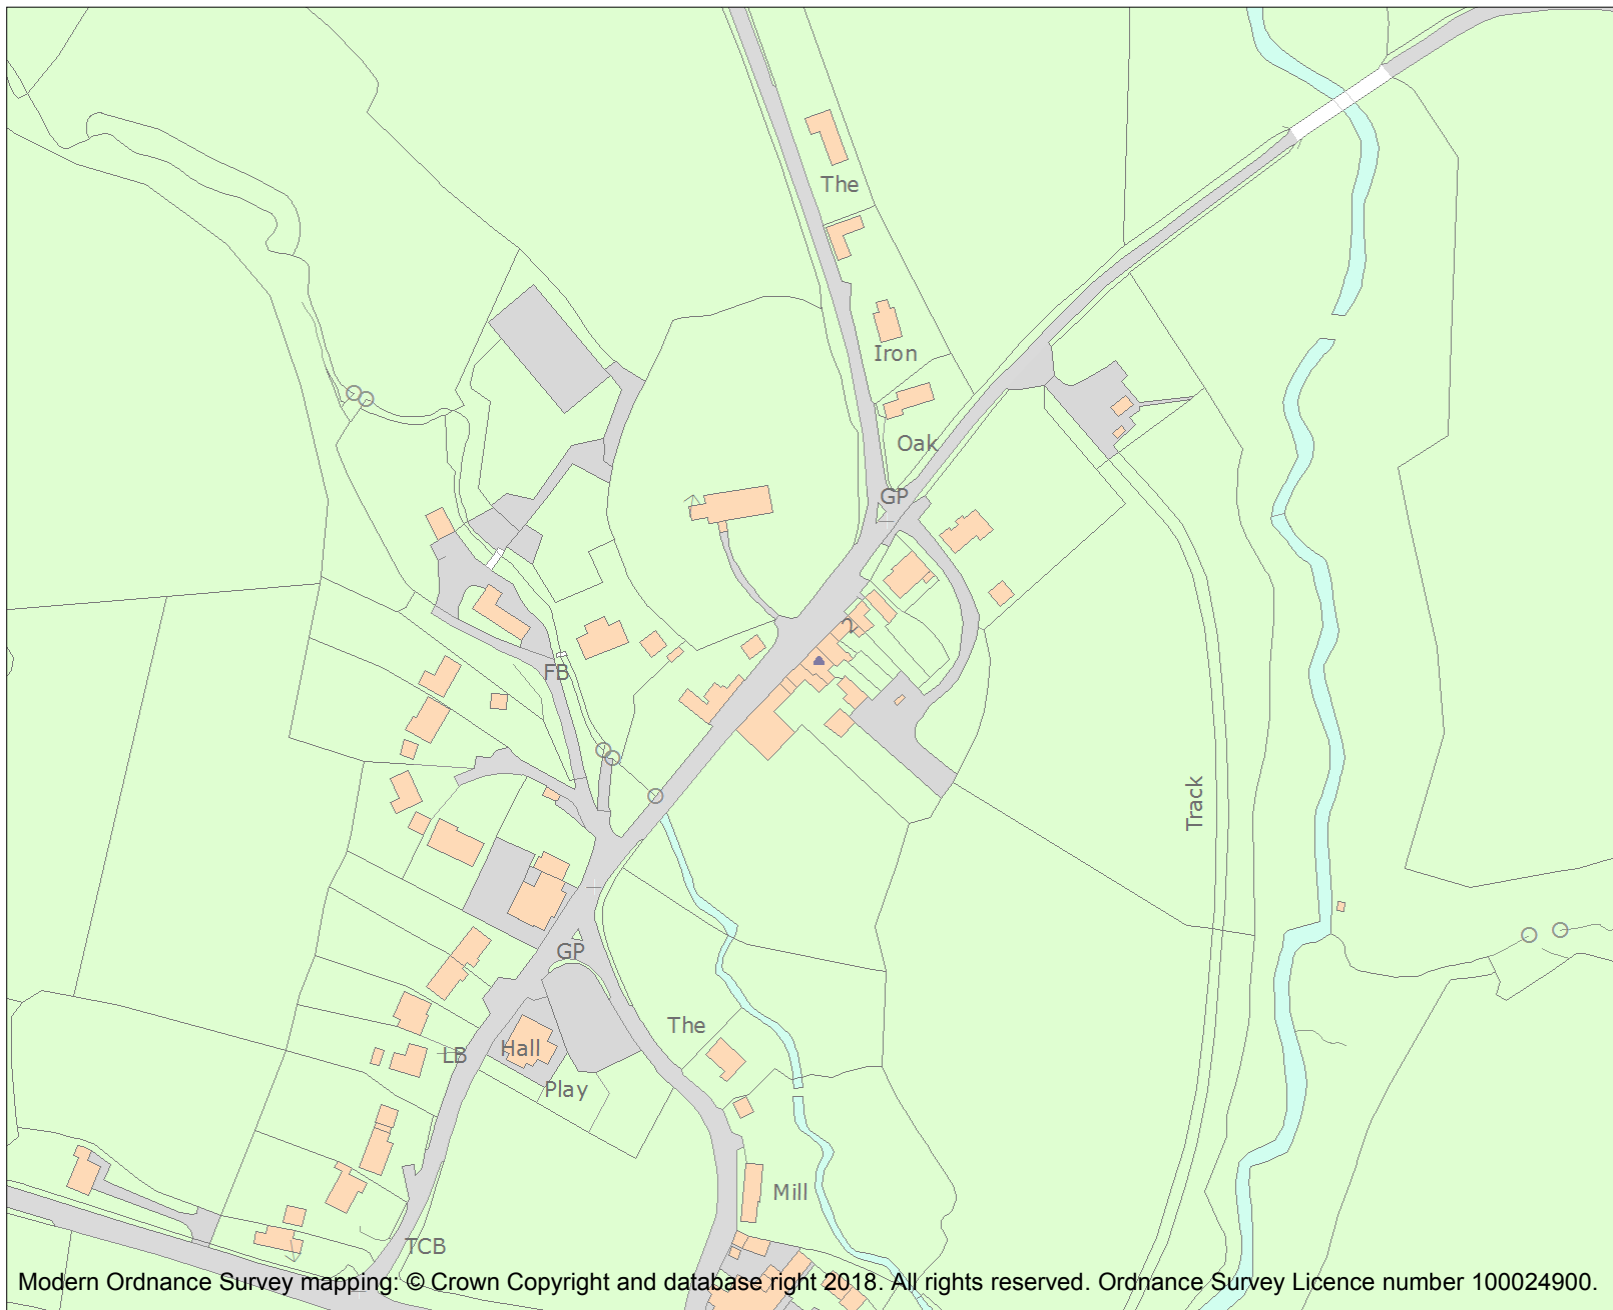 The
Iron
Oak
GP
2
FB
Track
GP
The
Hall
LB
Play
Mill
TCB
Modern Ordnance Survey mapping: © Crown Copyright and database right 2018. All rights reserved. Ordnance Survey Licence number 100024900.